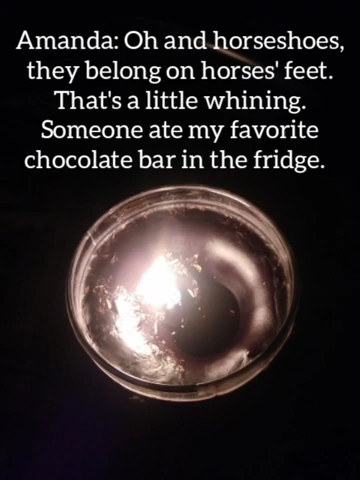 Amanda: Oh and horseshoes,
they belong on horses' feet.
That's a little whining.
Someone ate my favorite
chocolate bar in the fridge.